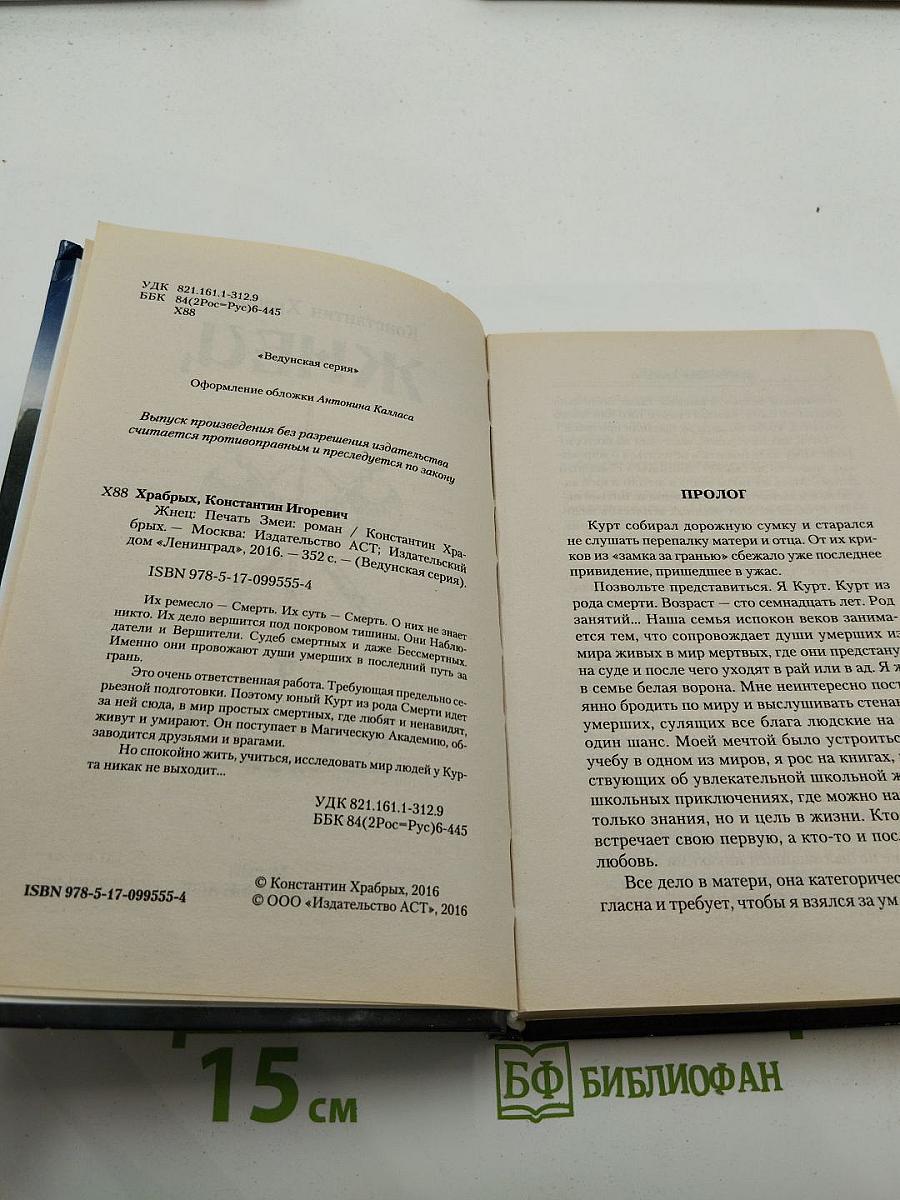 УДК 821.161.1-312.9
ББК 84(2Рос=Рус)6-445
Х88
«Ведунская серия»
Оформление обложки Антонина Калласа
Выпуск произведения без разрешения издательства
считается противоправным и преследуется по закону
Х88 Храбрых, Константин Игоревич
Жнец: Печать Змеи: роман / Константин Хра-
брых. — Москва: Издательство АСТ; Издательский
дом «Ленинград», 2016. — 352 с. — (Ведунская серия).
ISBN 978-5-17-099555-4
Их ремесло — Смерть. Их суть — Смерть. О них не знает
никто. Их дело вершится под покровом тишины. Они Наблю-
датели и Вершители. Судеб смертных и даже Бессмертных.
Именно они провожают души умерших в последний путь за
грань.
Это очень ответственная работа. Требующая предельно се-
рьезной подготовки. Поэтому юный Курт из рода Смерти идет
за ней сюда, в мир простых смертных, где любят и ненавидят,
живут и умирают. Он поступает в Магическую Академию, об-
заводится друзьями и врагами.
Но спокойно жить, учиться, исследовать мир людей у Кур-
та никак не выходит...
УДК 821.161.1-312.9
ББК 84(2Рос=Рус)6-445
ISBN 978-5-17-099555-4
© Константин Храбрых, 2016
© ООО «Издательство АСТ», 2016
ПРОЛОГ
Курт собирал дорожную сумку и старался
не слушать перепалку матери и отца. От их кри-
ков из «замка за гранью» сбежало уже последнее
привидение, пришедшее в ужас.
Позвольте представиться. Я Курт. Курт из
рода смерти. Возраст — сто семнадцать лет. Род
занятий... Наша семья испокон веков занима-
ется тем, что сопровождает души умерших из
мира живых в мир мертвых, где они предстану
на суде и после чего уходят в рай или в ад. Я ж
в семье белая ворона. Мне неинтересно пост
янно бродить по миру и выслушивать стенан
умерших, сулящих все блага людские на
один шанс. Моей мечтой было устроитьс
учебу в одном из миров, я рос на книгах,
ствующих об увлекательной школьной ж
школьных приключениях, где можно на
только знания, но и цель в жизни. Кто
встречает свою первую, а кто-то и посл
любовь.
Все дело в матери, она категоричес
гласна и требует, чтобы я взялся за ум
15 см
БФ БИБЛИОФАН